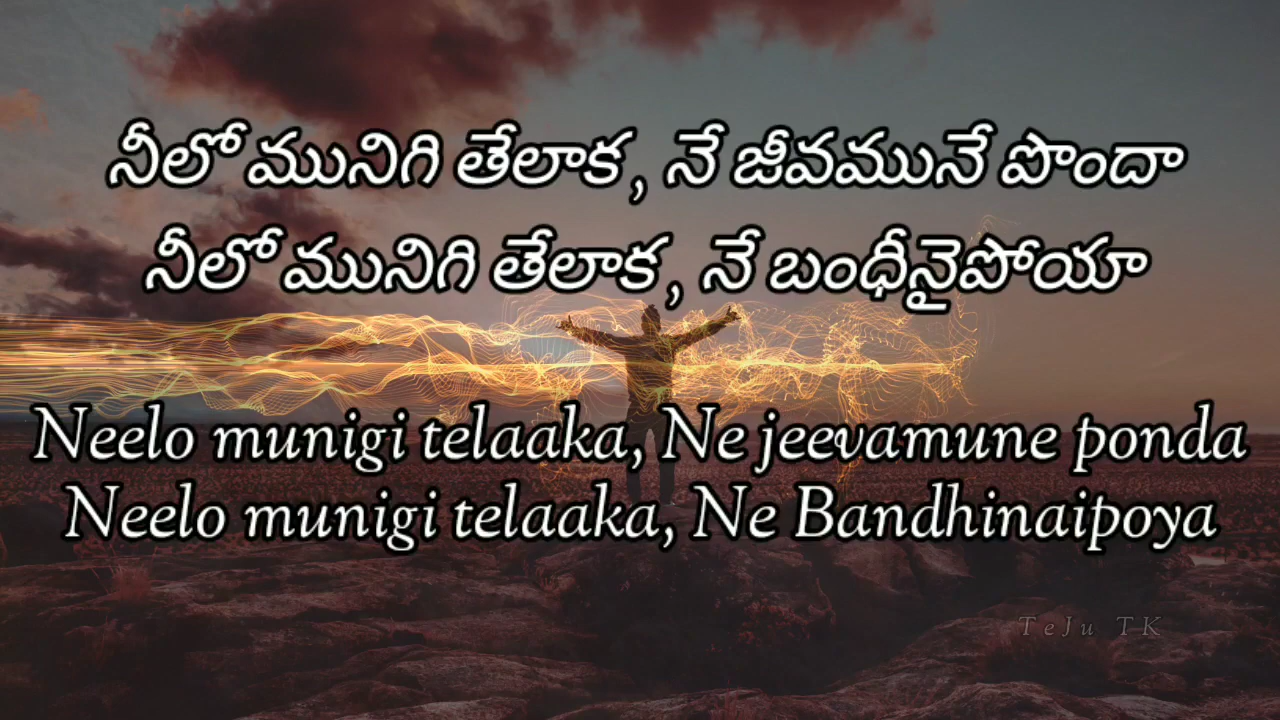 నీలో మునిగి తేలాక , నే జీవమునే పొందా
నీలో మునిగి తేలాక , నే బంధీనైపోయా
Neelo munigi telaaka, Ne jeevamune ponda
Neelo munigi telaaka, Ne Bandhinaipoya
TeJu TK